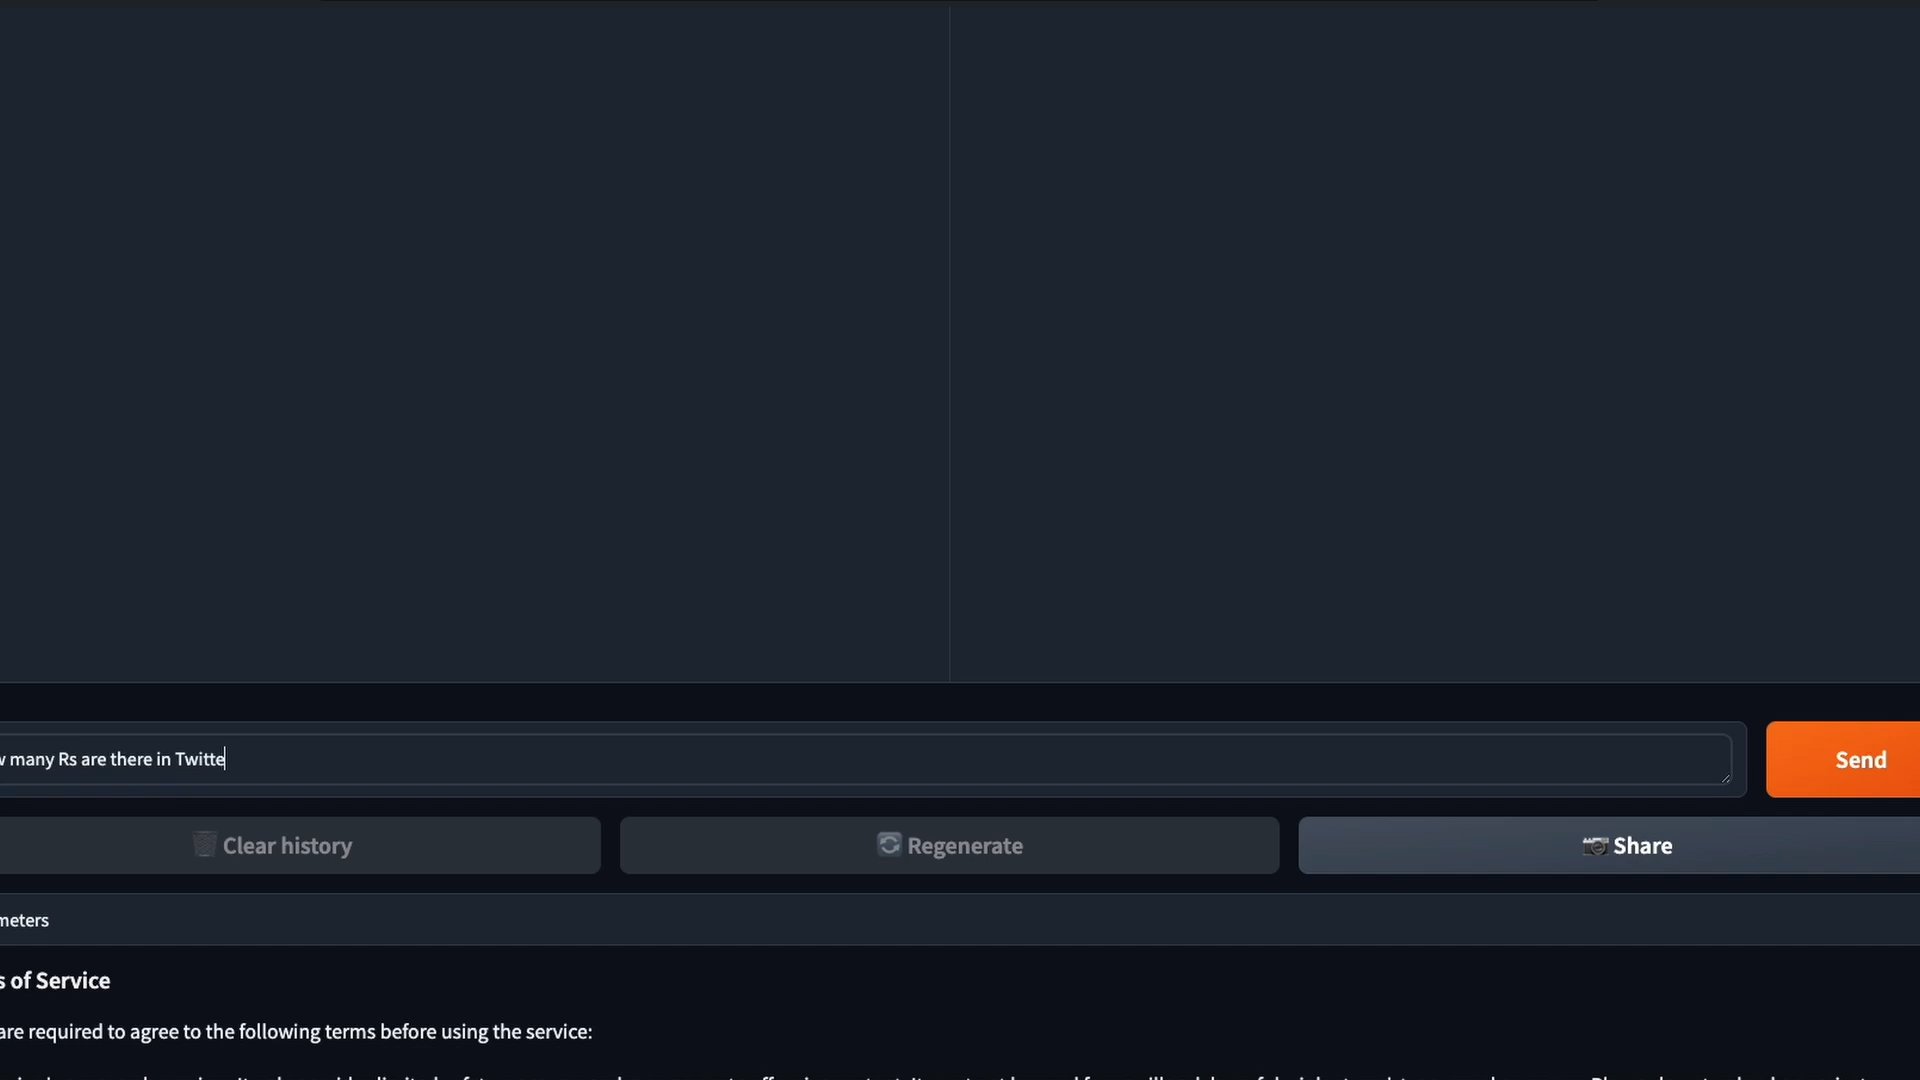 many Rs are there in Twitte
Send
Clear history
Regenerate
Share
meters
s of Service
are required to agree to the following terms before using the service: